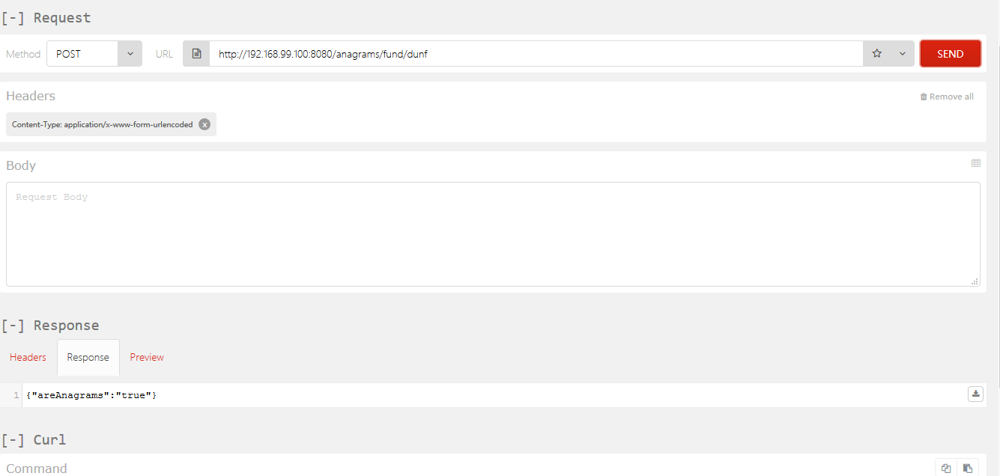 [-] Request
Method POST URL http://192.168.99.100:8080/anagrams/fund/dunf SEND
Headers Remove all
Content-Type: application/x-www-form-urlencoded x
Body
Request Body
[-] Response
Headers Response Preview
1 {"areAnagrams":"true"}
[-] Curl
Command